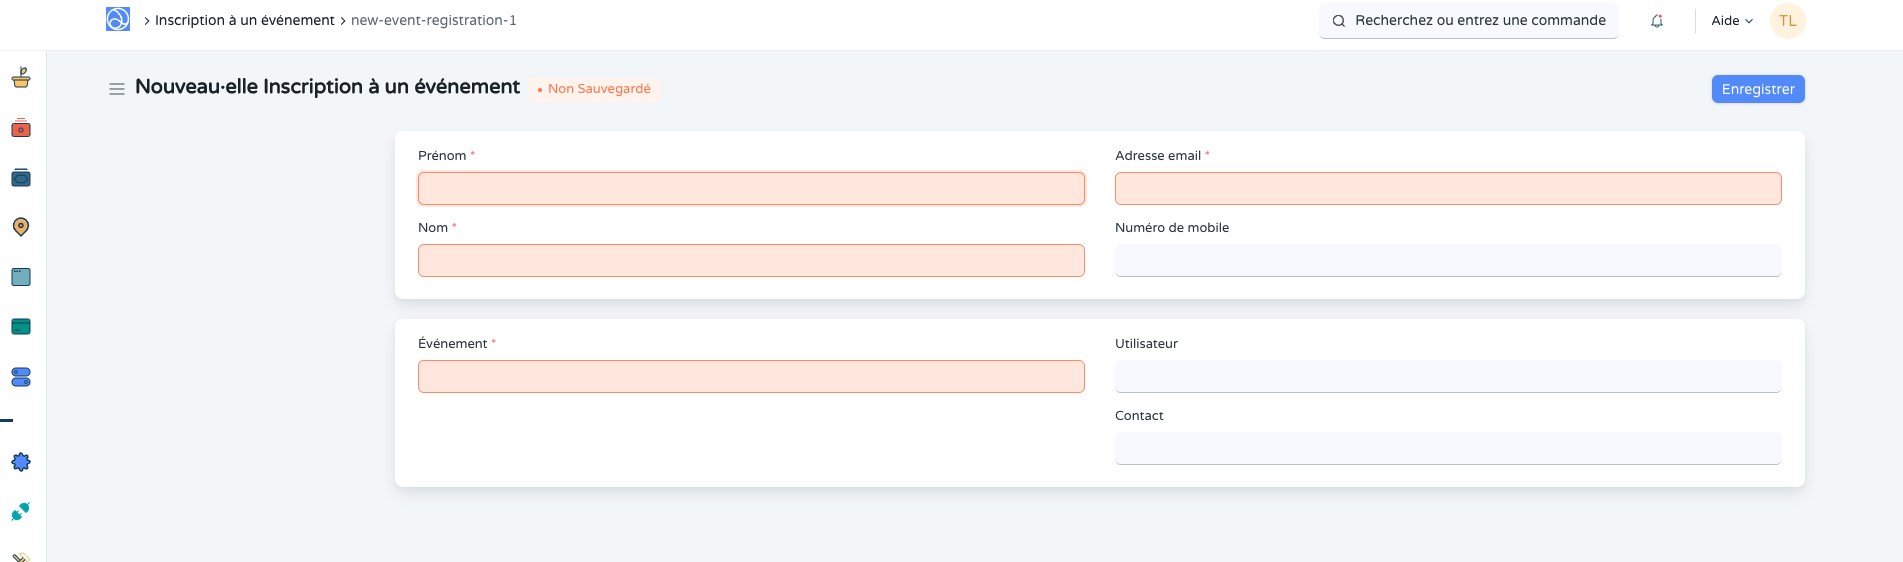 Inscription à un événement new-event-registration-1
Recherchez ou entrez une commande
Aide
TL
Nouveau·elle Inscription à un événement
Non Sauvegardé
Enregistrer
Prénom *
Adresse email *
Nom *
Numéro de mobile
Événement *
Utilisateur
Contact